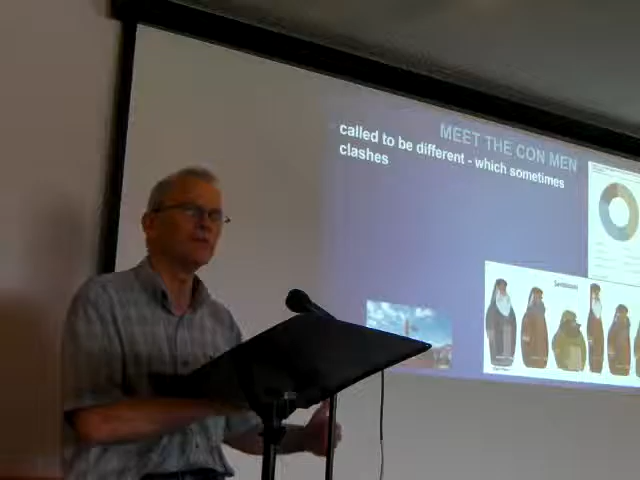 MEET THE CON MEN
called to be different - which sometimes
clashes